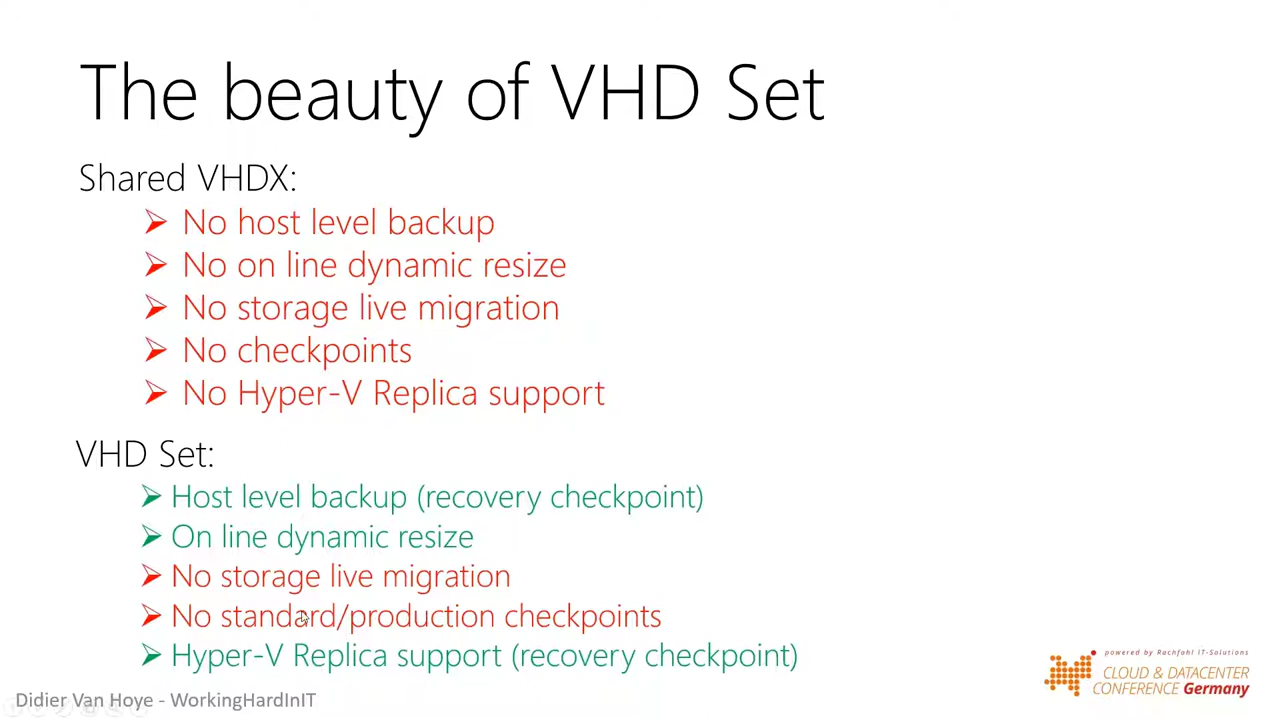 The beauty of VHD Set
Shared VHDX:
No host level backup
No on line dynamic resize
No storage live migration
No checkpoints
No Hyper-V Replica support
VHD Set:
Host level backup (recovery checkpoint)
On line dynamic resize
No storage live migration
No standard/production checkpoints
Hyper-V Replica support (recovery checkpoint)
powered by Rachfahl IT-Solutions
CLOUD & DATACENTER
CONFERENCE Germany
Didier Van Hoye - WorkingHardInIT